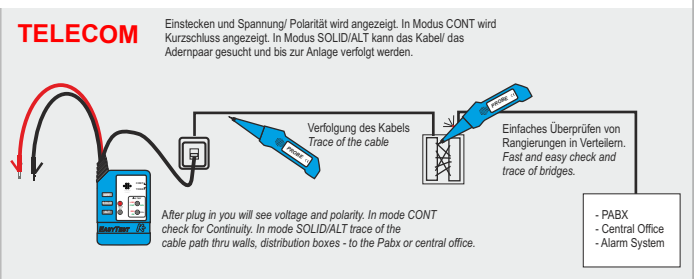 TELECOM
Einstecken und Spannung/ Polarität wird angezeigt. In Modus CONT wird
Kurzschluss angezeigt. In Modus SOLID/ALT kann das Kabel/ das
Adernpaar gesucht und bis zur Anlage verfolgt werden.
PROBE
Verfolgung des Kabels
Trace of the cable
PROBE
Einfaches Überprüfen von
Rangierungen in Verteilern.
Fast and easy check and
trace of bridges.
EASYTEST
After plug in you will see voltage and polarity. In mode CONT
check for Continuity. In mode SOLID/ALT trace of the
cable path thru walls, distribution boxes - to the Pabx or central office.
- PABX
- Central Office
- Alarm System